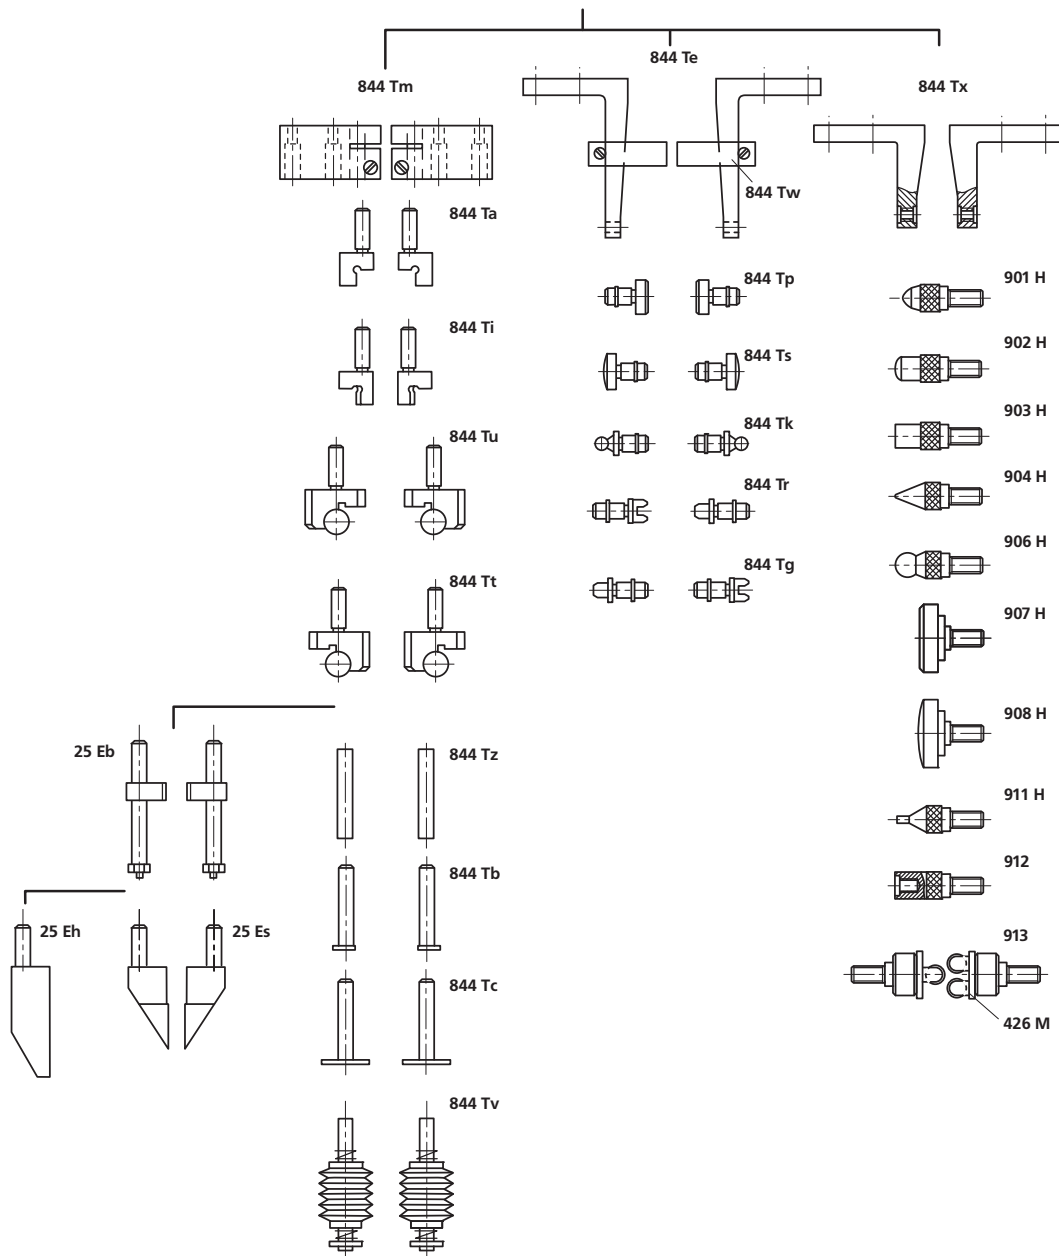 844 Te
844 Tm
844 Tx
844 Tw
844 Ta
844 Tp
901 H
844 Ti
902 H
844 Ts
903 H
844 Tu
844 Tk
904 H
844 Tr
906 H
844 Tt
844 Tg
907 H
908 H
25 Eb
844 Tz
911 H
912
844 Tb
25 Eh
25 Es
913
844 Tc
426 M
844 Tv